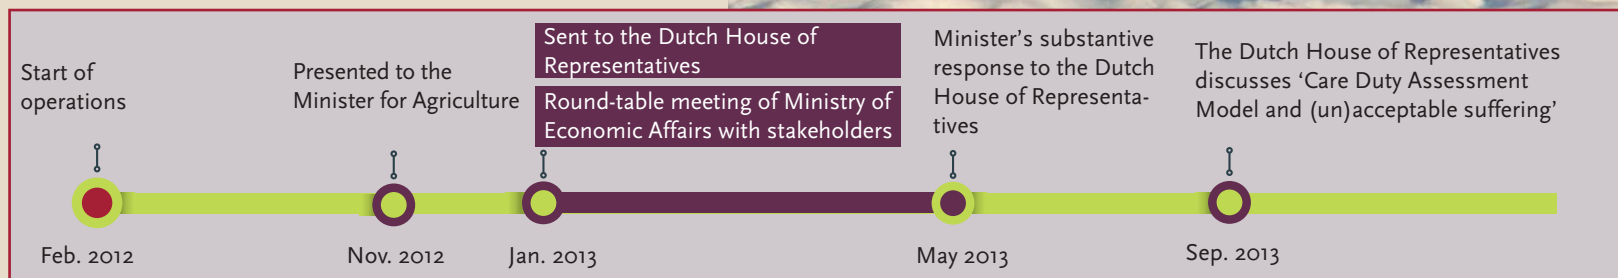 Start of
operations
Presented to the
Minister for Agriculture
Sent to the Dutch House of
Representatives
Round-table meeting of Ministry of
Economic Affairs with stakeholders
Minister's substantive
response to the Dutch
House of Representa-
tives
The Dutch House of Representatives
discusses ‘Care Duty Assessment
Model and (un)acceptable suffering’
Feb. 2012
Nov. 2012
Jan. 2013
May 2013
Sep. 2013